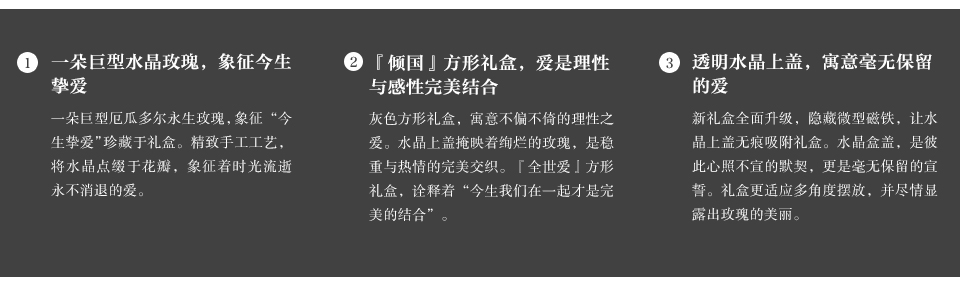 1
一朵巨型水晶玫瑰，象征今生
挚爱
一朵巨型厄瓜多尔永生玫瑰，象征“今
生挚爱”珍藏于礼盒。精致手工工艺，
将水晶点缀于花瓣，象征着时光流逝
永不消退的爱。
2
『倾国』方形礼盒，爱是理性
与感性完美结合
灰色方形礼盒，寓意不偏不倚的理性之
爱。水晶上盖掩映着绚烂的玫瑰，是稳
重与热情的完美交织。『全世爱』方形
礼盒，诠释着“今生我们在一起才是完
美的结合”。
3
透明水晶上盖，寓意毫无保留
的爱
新礼盒全面升级，隐藏微型磁铁，让水
晶上盖无痕吸附礼盒。水晶盒盖，是彼
此心照不宣的默契，更是毫无保留的宣
誓。礼盒更适应多角度摆放，并尽情显
露出玫瑰的美丽。